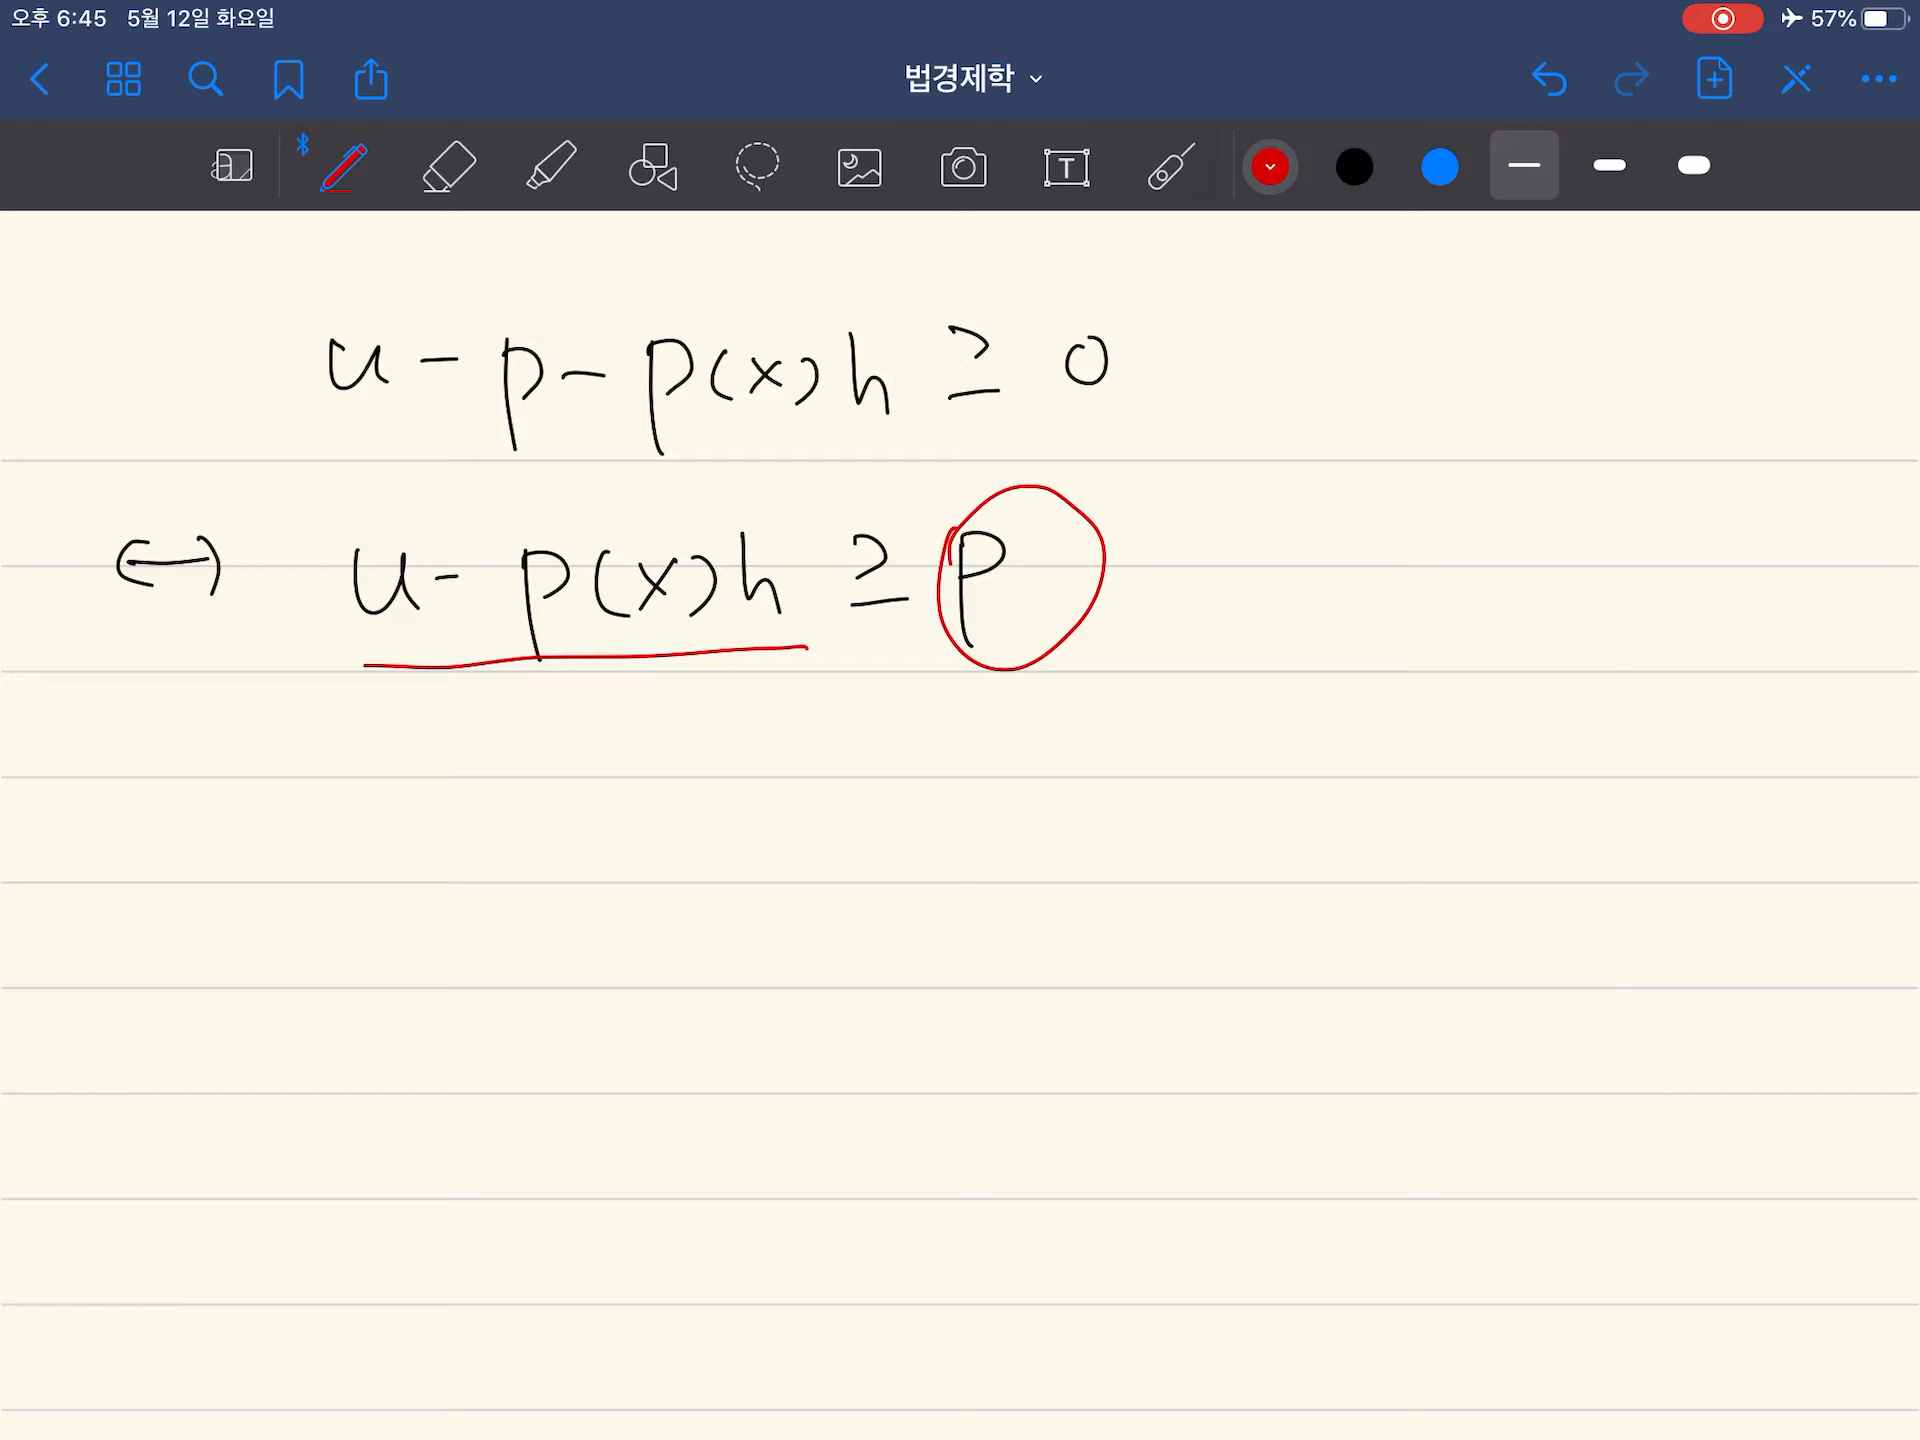 오후 6:45 5월 12일 화요일 57%
법경제학
T
u - p - p(x)h ≥ 0
↔ u - p(x)h ≥ p